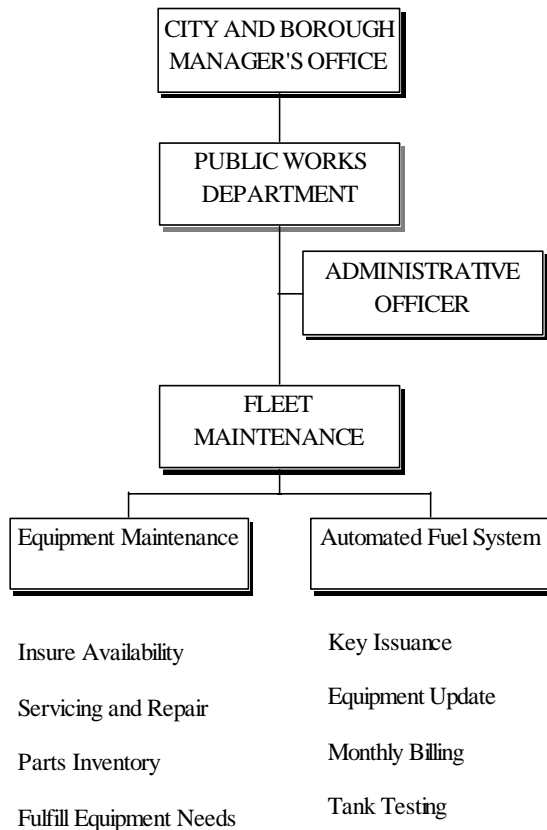 CITY AND BOROUGH
MANAGER'S OFFICE
PUBLIC WORKS
DEPARTMENT
ADMINISTRATIVE
OFFICER
FLEET
MAINTENANCE
Equipment Maintenance
Automated Fuel System
Insure Availability
Servicing and Repair
Parts Inventory
Fulfill Equipment Needs
Key Issuance
Equipment Update
Monthly Billing
Tank Testing